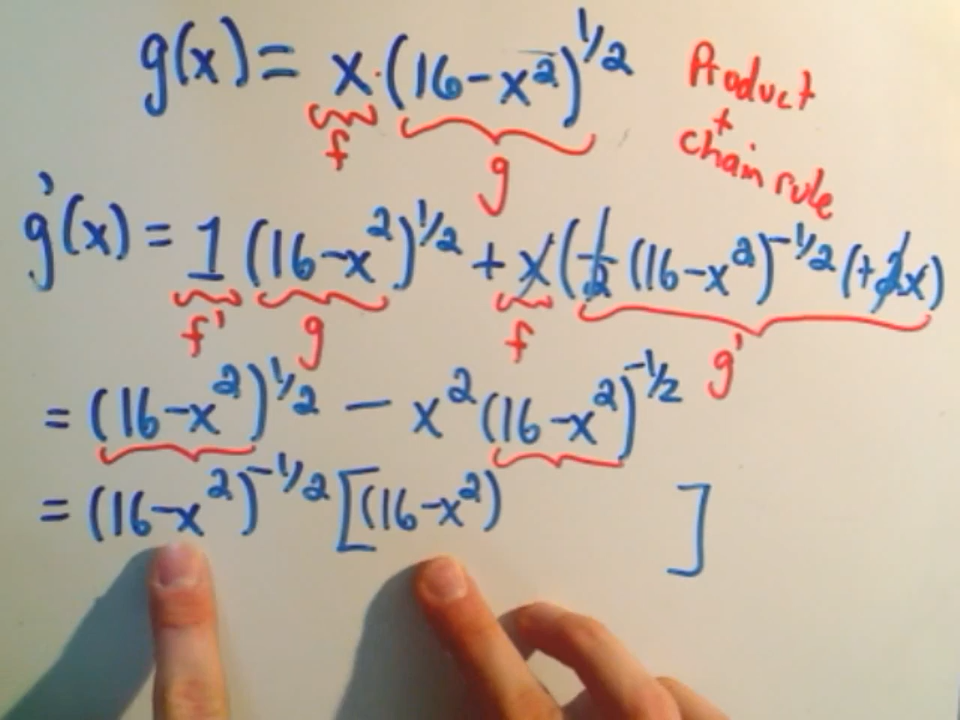 g(x) = x·(16-x²)^1/2
Product
+
chain rule
f g
g'(x) = 1 (16-x²)^1/2 + x(1/2 (16-x²)^-1/2 (+2x)
f' g f g'
= (16-x²)^1/2 - x²(16-x²)^-1/2
= (16-x²)^-1/2 [(16-x²) ]